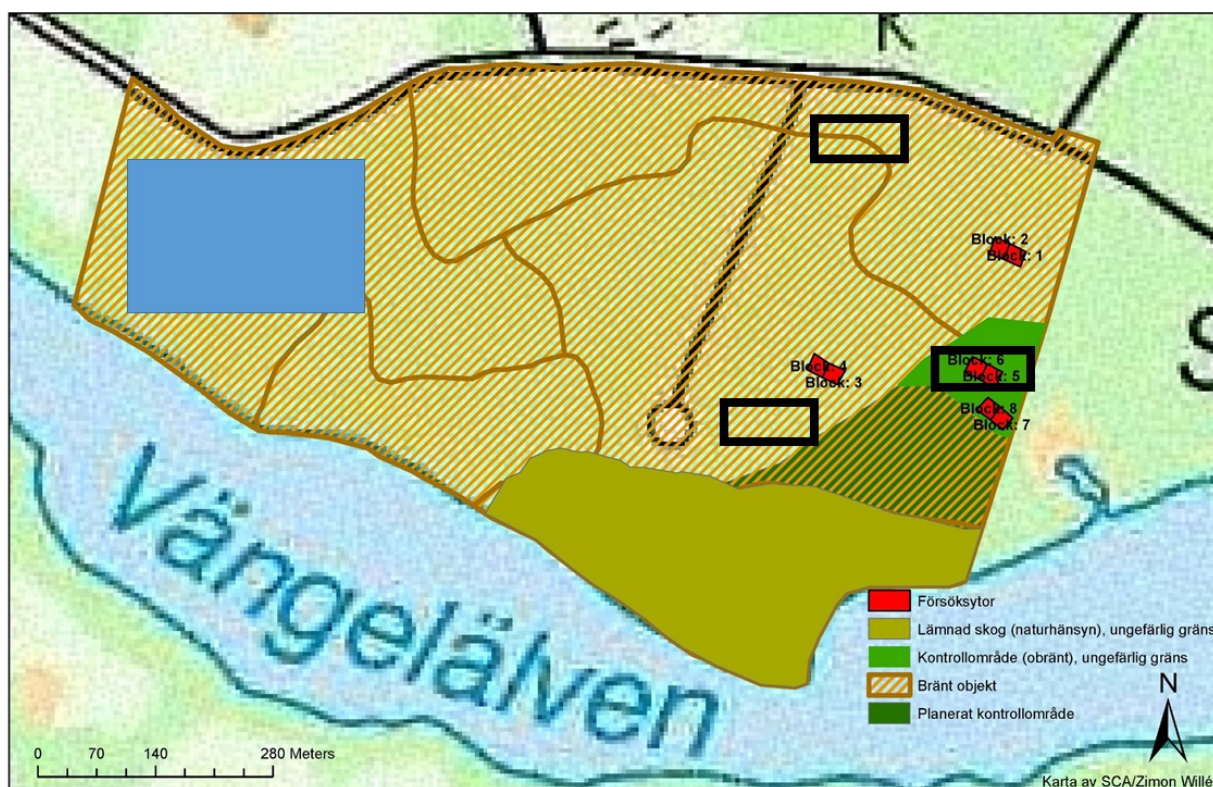 K
Block: 2
Block: 1
Block: 4
Block: 3
Block: 6
Block: 5
Block: 8
Block: 7
S
Vängelälven
Försöksytor
Lämnad skog (naturhänsyn), ungefärlig gräns
Kontrollområde (obränt), ungefärlig gräns
Bränt objekt
Planerat kontrollområde
N
0 70 140 280 Meters
Karta av SCA/Zimon Willé